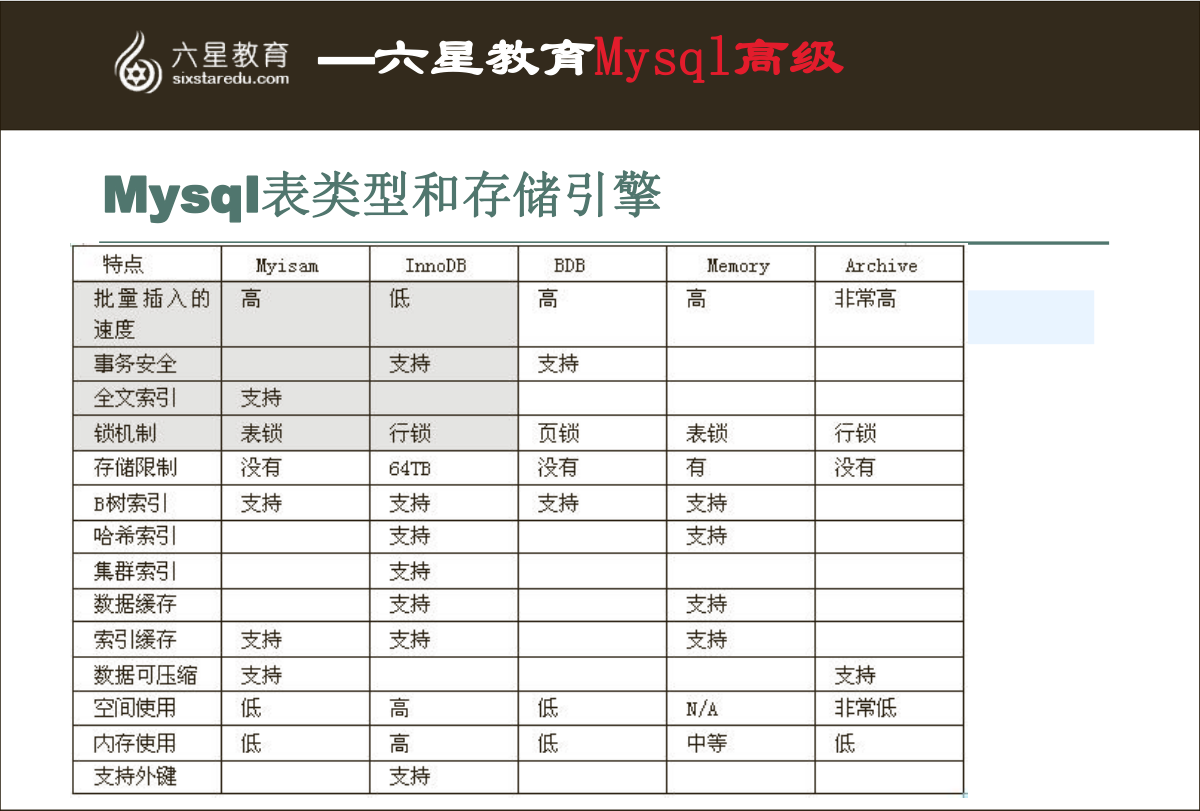 六星教育
sixstaredu.com
—六星教育Mysql高级
Mysql表类型和存储引擎
特点 Myisam InnoDB BDB Memory Archive
批量插入的 高 低 高 高 非常高
速度
事务安全 支持 支持
全文索引 支持
锁机制 表锁 行锁 页锁 表锁 行锁
存储限制 没有 64TB 没有 有 没有
B树索引 支持 支持 支持 支持
哈希索引 支持 支持
集群索引 支持
数据缓存 支持 支持
索引缓存 支持 支持 支持
数据可压缩 支持 支持
空间使用 低 高 低 N/A 非常低
内存使用 低 高 低 中等 低
支持外键 支持